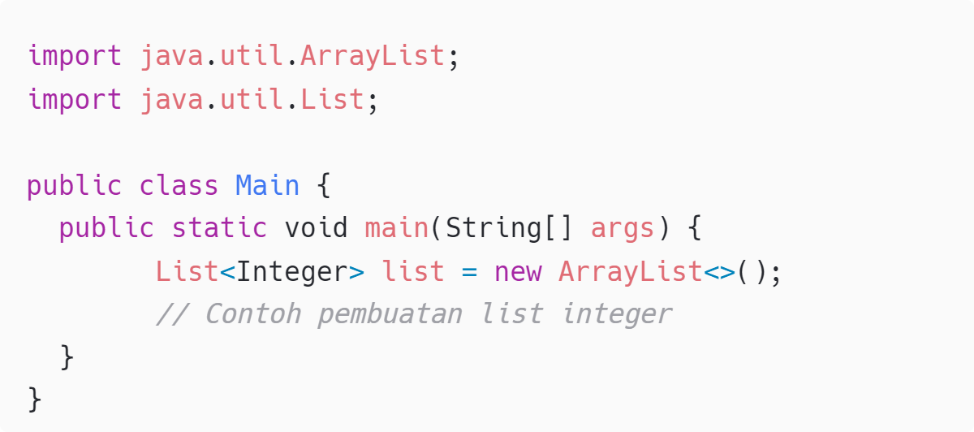 import java.util.ArrayList;
import java.util.List;

public class Main {
  public static void main(String[] args) {
        List<Integer> list = new ArrayList<>();
        // Contoh pembuatan list integer
  }
}